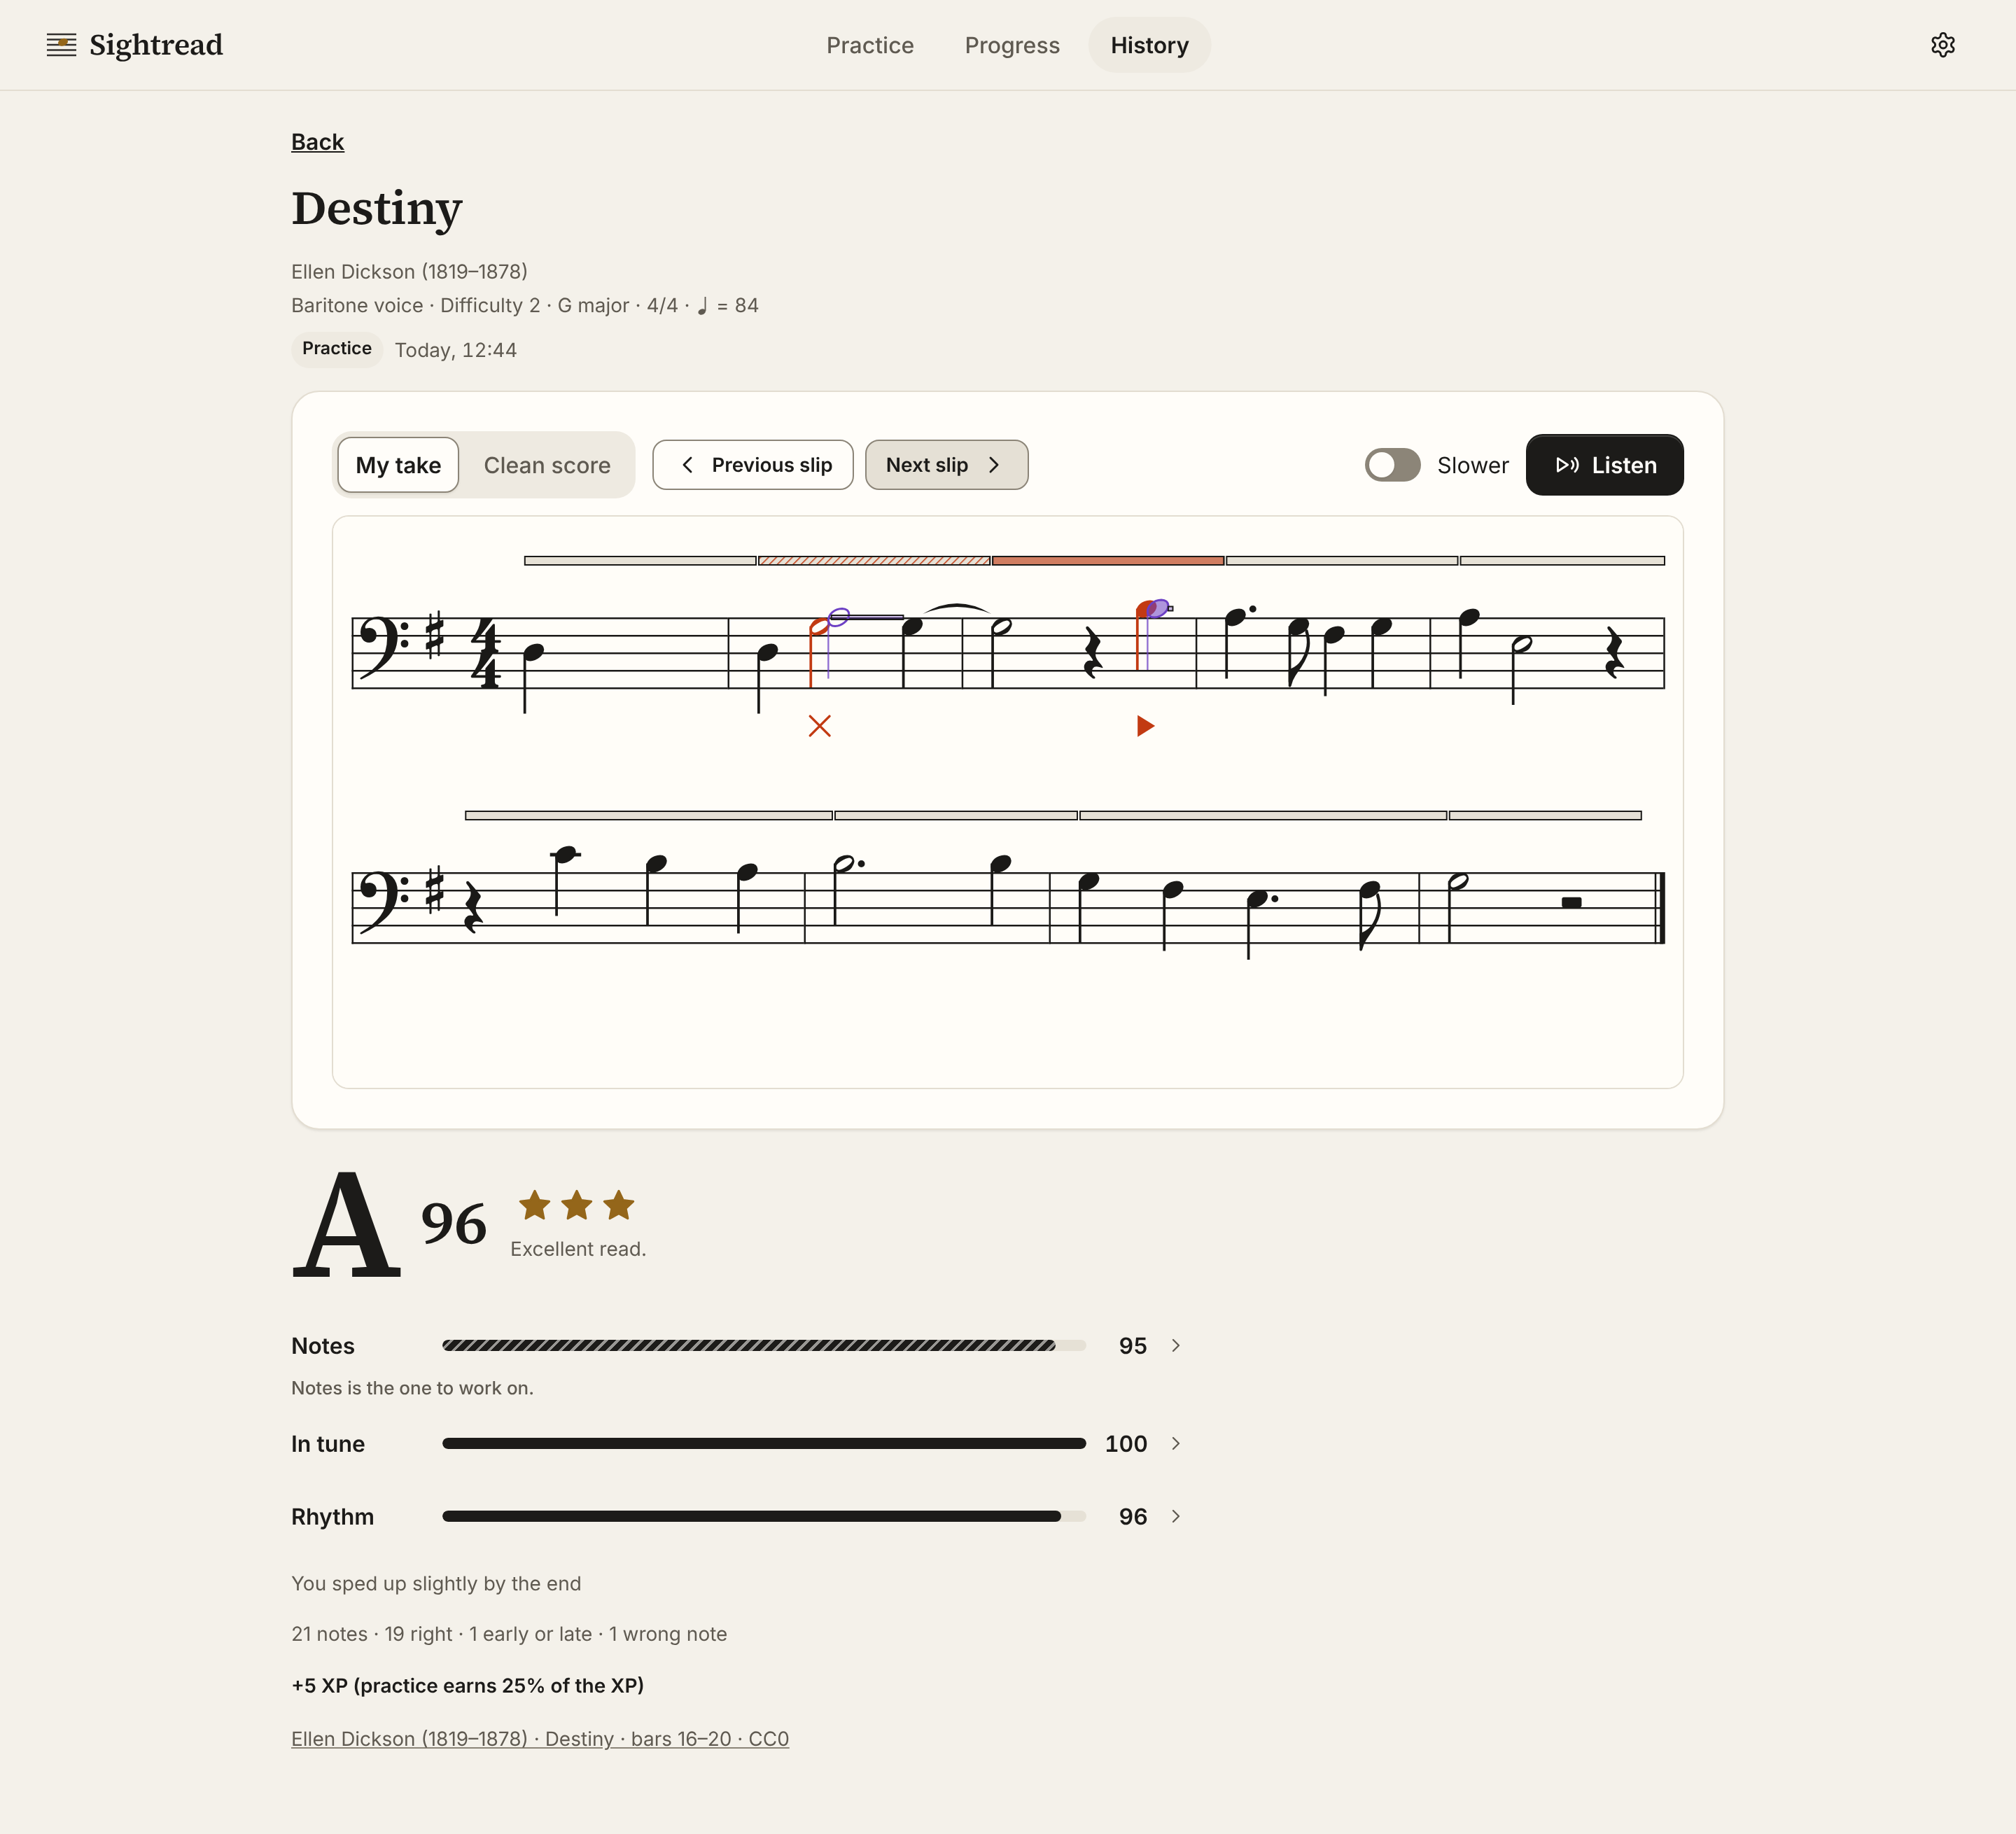 Sightread
Practice
Progress
History
Back
Destiny
Ellen Dickson (1819–1878)
Baritone voice · Difficulty 2 · G major · 4/4 · ♩ = 84
Practice
Today, 12:44
My take
Clean score
Previous slip
Next slip
Slower
Listen
4
4
A
96
Excellent read.
Notes
95
Notes is the one to work on.
In tune
100
Rhythm
96
You sped up slightly by the end
21 notes · 19 right · 1 early or late · 1 wrong note
+5 XP (practice earns 25% of the XP)
Ellen Dickson (1819–1878) · Destiny · bars 16–20 · CC0